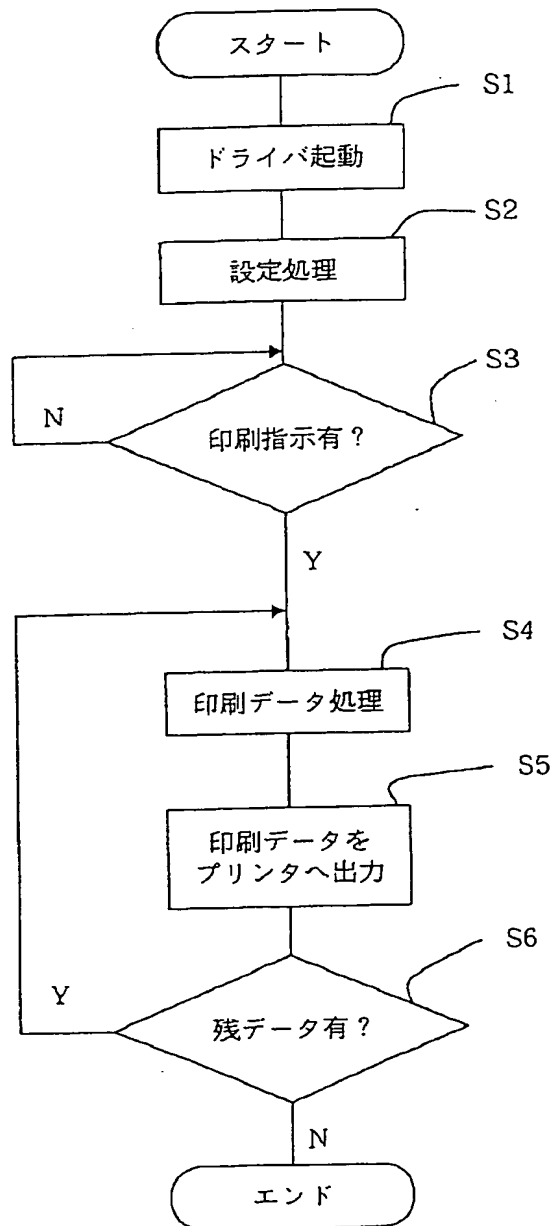 スタート
S1
ドライバ起動
S2
設定処理
S3
N
印刷指示有？
Y
S4
印刷データ処理
S5
印刷データを
プリンタへ出力
S6
Y
残データ有？
N
エンド